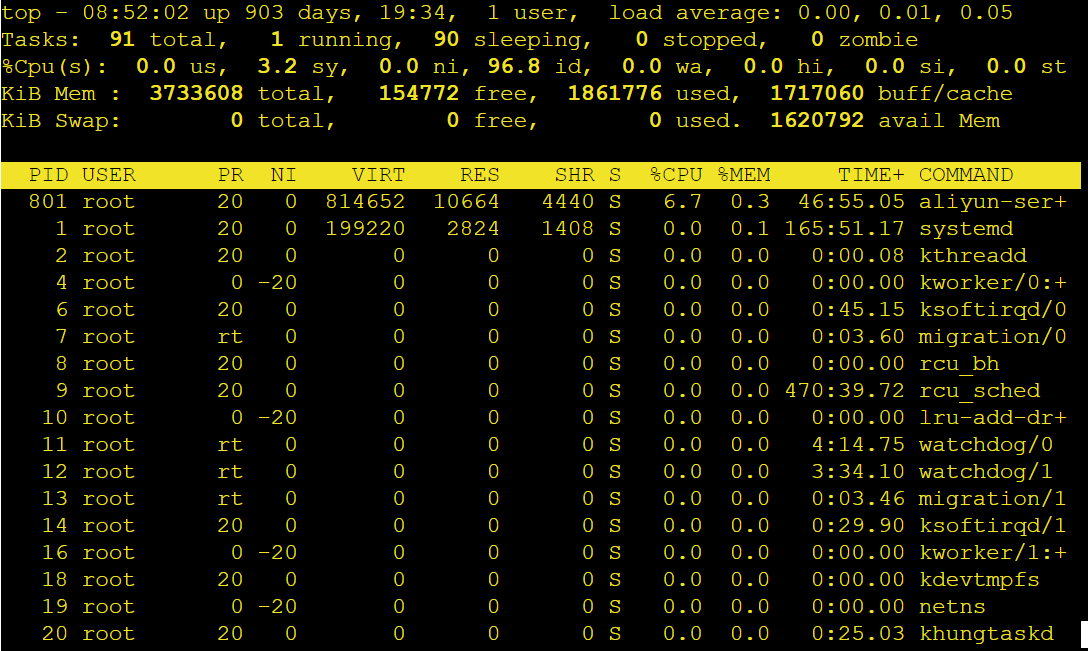 top - 08:52:02 up 903 days, 19:34,  1 user,  load average: 0.00, 0.01, 0.05
Tasks:  91 total,   1 running,  90 sleeping,   0 stopped,   0 zombie
%Cpu(s):  0.0 us,  3.2 sy,  0.0 ni, 96.8 id,  0.0 wa,  0.0 hi,  0.0 si,  0.0 st
KiB Mem :  3733608 total,   154772 free,  1861776 used,  1717060 buff/cache
KiB Swap:        0 total,        0 free,        0 used.  1620792 avail Mem
  PID USER      PR  NI    VIRT    RES    SHR S  %CPU %MEM     TIME+ COMMAND
  801 root      20   0  814652  10664   4440 S   6.7  0.3  46:55.05 aliyun-ser+
    1 root      20   0  199220   2824   1408 S   0.0  0.1 165:51.17 systemd
    2 root      20   0       0      0      0 S   0.0  0.0   0:00.08 kthreadd
    4 root       0 -20       0      0      0 S   0.0  0.0   0:00.00 kworker/0:+
    6 root      20   0       0      0      0 S   0.0  0.0   0:45.15 ksoftirqd/0
    7 root      rt   0       0      0      0 S   0.0  0.0   0:03.60 migration/0
    8 root      20   0       0      0      0 S   0.0  0.0   0:00.00 rcu_bh
    9 root      20   0       0      0      0 S   0.0  0.0 470:39.72 rcu_sched
   10 root       0 -20       0      0      0 S   0.0  0.0   0:00.00 lru-add-dr+
   11 root      rt   0       0      0      0 S   0.0  0.0   4:14.75 watchdog/0
   12 root      rt   0       0      0      0 S   0.0  0.0   3:34.10 watchdog/1
   13 root      rt   0       0      0      0 S   0.0  0.0   0:03.46 migration/1
   14 root      20   0       0      0      0 S   0.0  0.0   0:29.90 ksoftirqd/1
   16 root       0 -20       0      0      0 S   0.0  0.0   0:00.00 kworker/1:+
   18 root      20   0       0      0      0 S   0.0  0.0   0:00.00 kdevtmpfs
   19 root       0 -20       0      0      0 S   0.0  0.0   0:00.00 netns
   20 root      20   0       0      0      0 S   0.0  0.0   0:25.03 khungtaskd